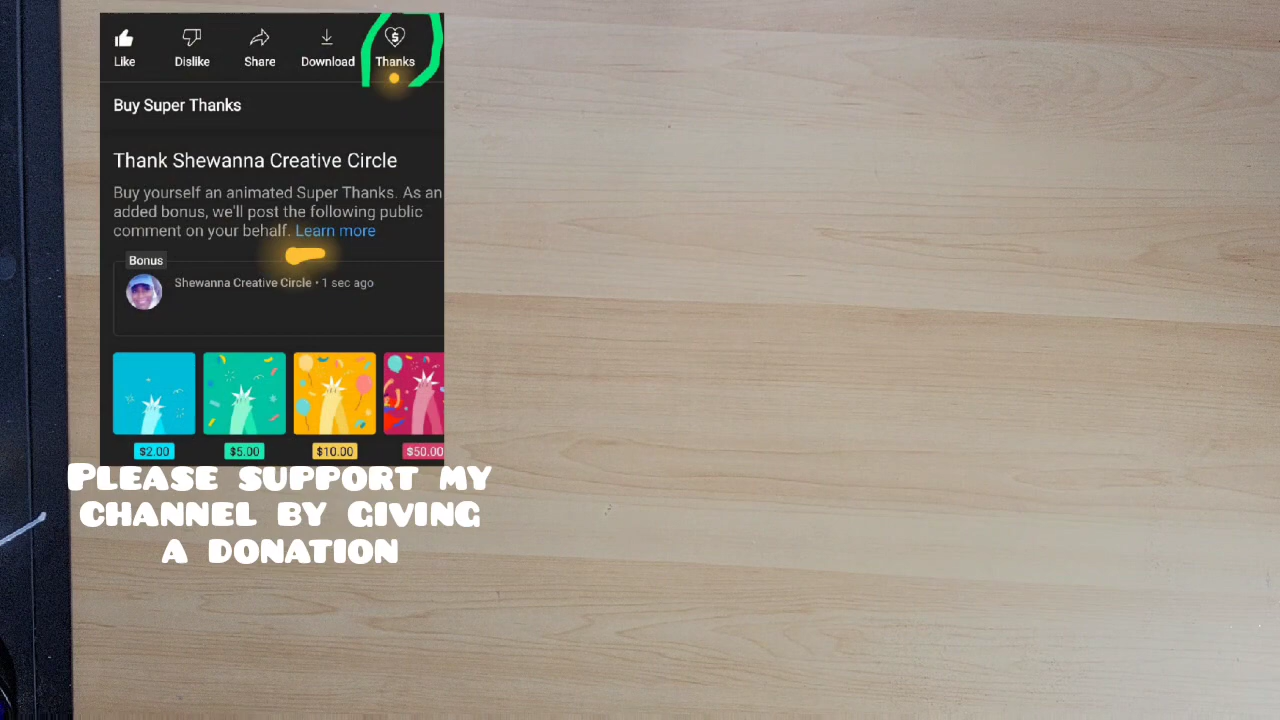 Like Dislike Share Download Thanks
Buy Super Thanks
Thank Shewanna Creative Circle
Buy yourself an animated Super Thanks. As an
added bonus, we'll post the following public
comment on your behalf. Learn more
Bonus
Shewanna Creative Circle • 1 sec ago
$2.00 $5.00 $10.00 $50.00
PLEASE SUPPORT MY
CHANNEL BY GIVING
A DONATION